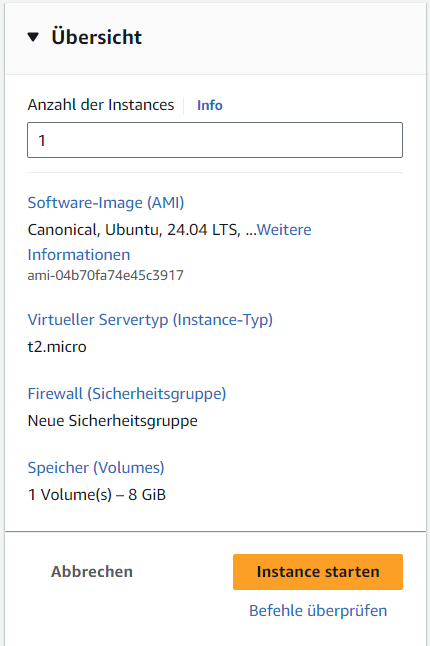 Übersicht
Anzahl der Instances Info
1
Software-Image (AMI)
Canonical, Ubuntu, 24.04 LTS, ...Weitere
Informationen
ami-04b70fa74e45c3917
Virtueller Servertyp (Instance-Typ)
t2.micro
Firewall (Sicherheitsgruppe)
Neue Sicherheitsgruppe
Speicher (Volumes)
1 Volume(s) – 8 GiB
Abbrechen Instance starten
Befehle überprüfen